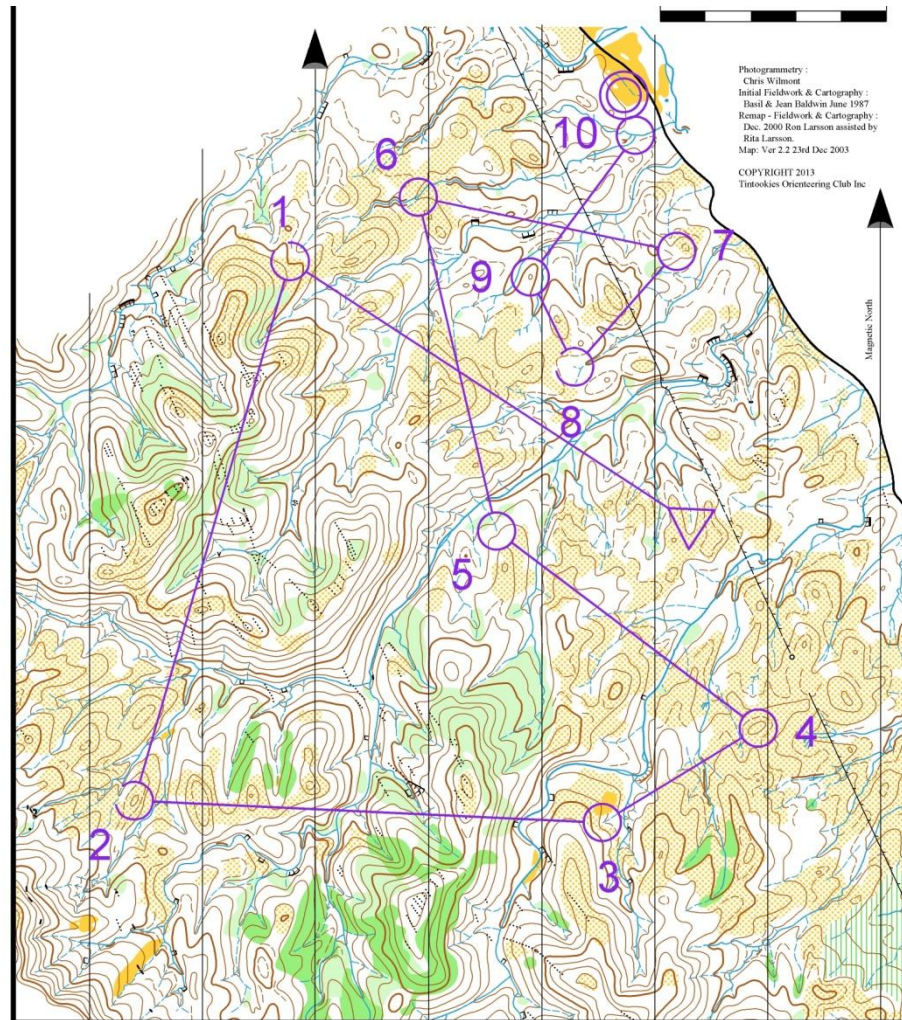 Photogrammetry :
Chris Wilmont
Initial Fieldwork & Cartography :
Basil & Jean Baldwin June 1987
Remap - Fieldwork & Cartography :
Dec. 2000 Ron Larsson assisted by
Rita Larsson.
Map: Ver 2.2 23rd Dec 2003
COPYRIGHT 2013
Tintookies Orienteering Club Inc
10
6
1
7
9
Magnetic North
8
5
4
2
3